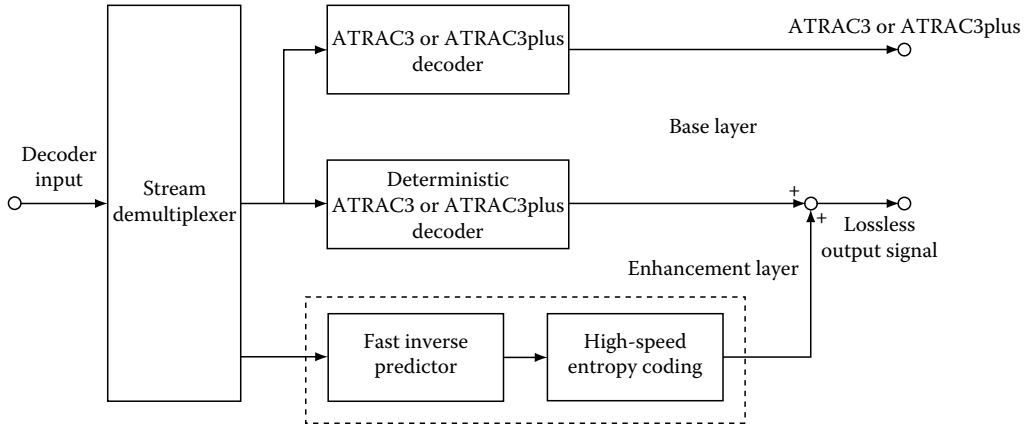 ATRAC3 or ATRAC3plus
decoder
ATRAC3 or ATRAC3plus
Base layer
Decoder
input
Stream
demultiplexer
Deterministic
ATRAC3 or ATRAC3plus
decoder
+
+
Lossless
output signal
Enhancement layer
Fast inverse
predictor
High-speed
entropy coding